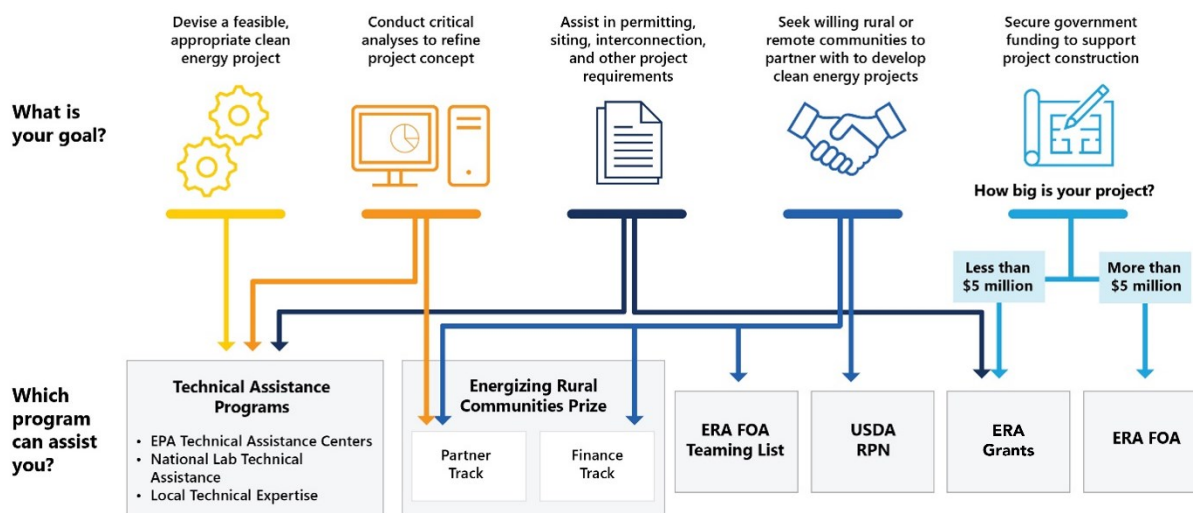 Devise a feasible,
appropriate clean
energy project
Conduct critical
analyses to refine
project concept
Assist in permitting,
siting, interconnection,
and other project
requirements
Seek willing rural or
remote communities to
partner with to develop
clean energy projects
Secure government
funding to support
project construction
What is
your goal?
How big is your project?
Less than
$5 million
More than
$5 million
Which
program
can assist
you?
Technical Assistance
Programs
• EPA Technical Assistance Centers
• National Lab Technical
Assistance
• Local Technical Expertise
Energizing Rural
Communities Prize
Partner
Track
Finance
Track
ERA FOA
Teaming List
USDA
RPN
ERA
Grants
ERA FOA